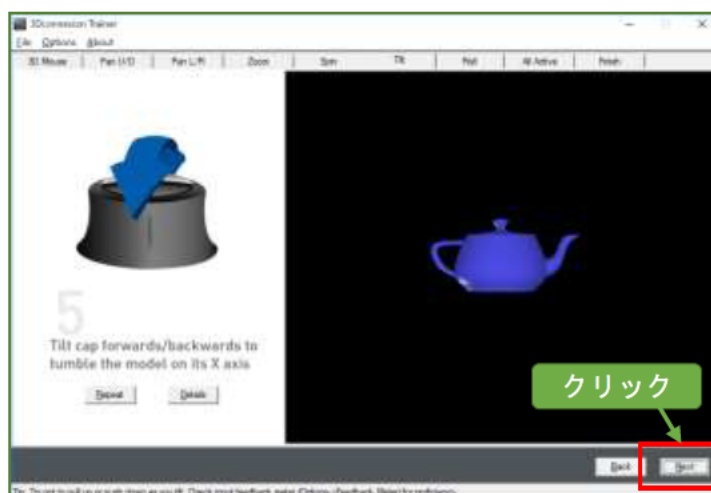 3Dconnexion Trainer
File Options About
3D Mouse Pan U/D Pan L/R Zoom Spin Tilt Roll All Active Finish
5
Tilt cap forwards/backwards to
tumble the model on its X axis
Repeat Details
クリック
Back Next